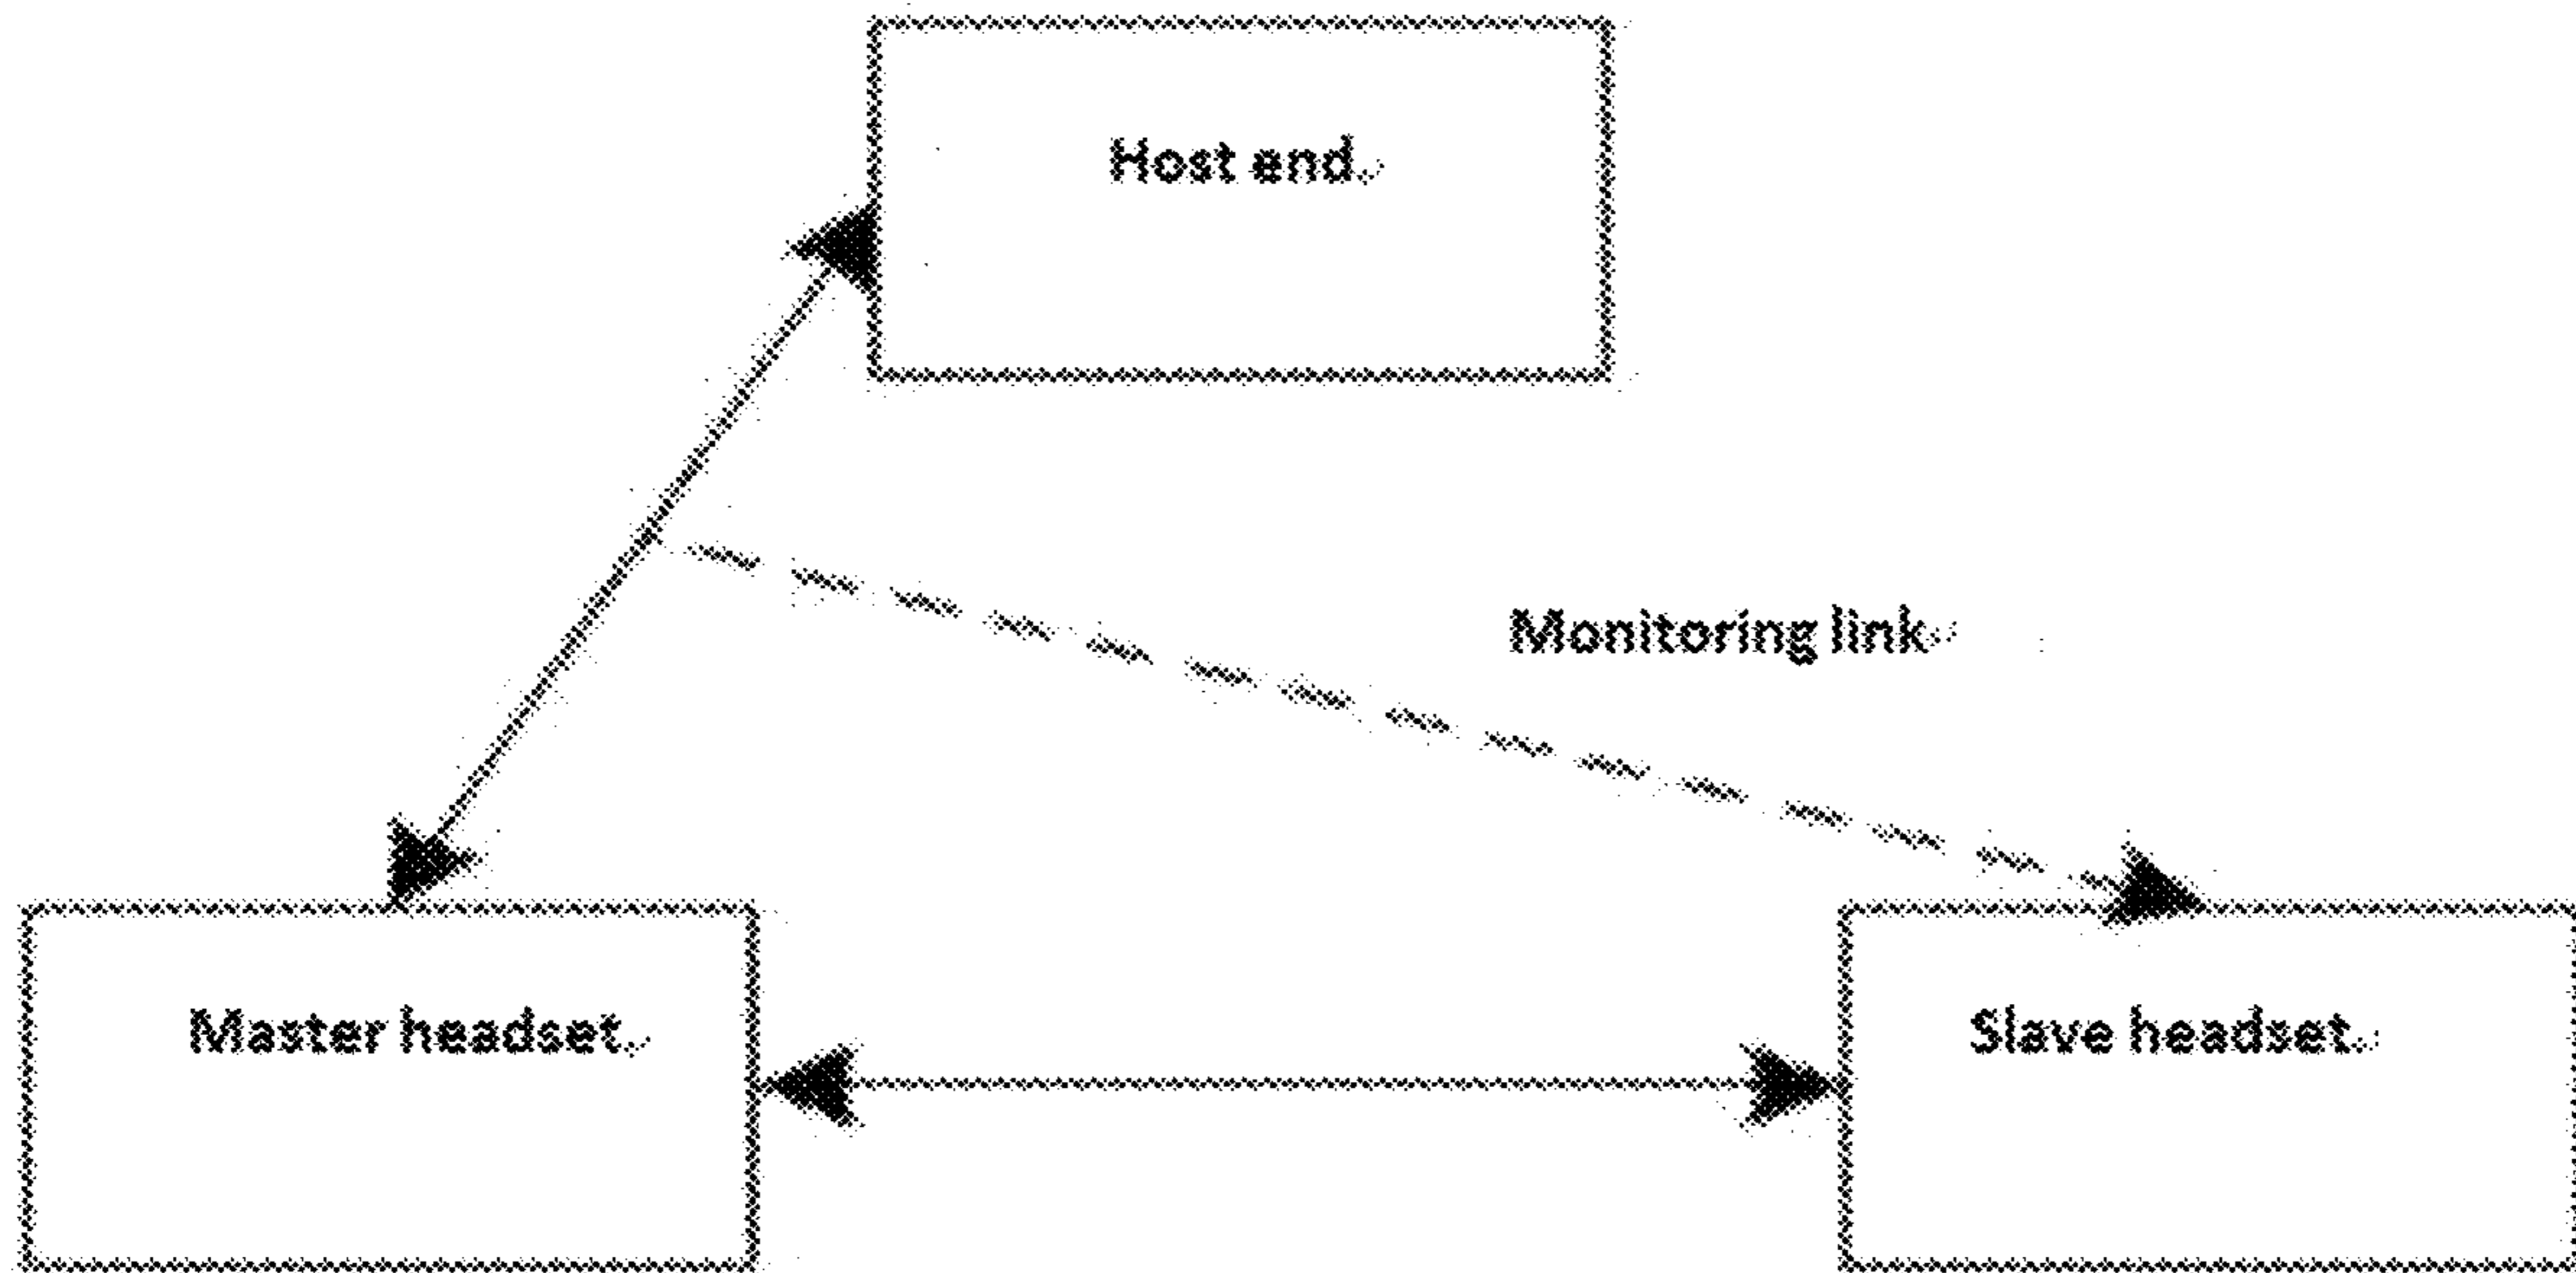 Host end
Monitoring link
Master headset
Slave headset